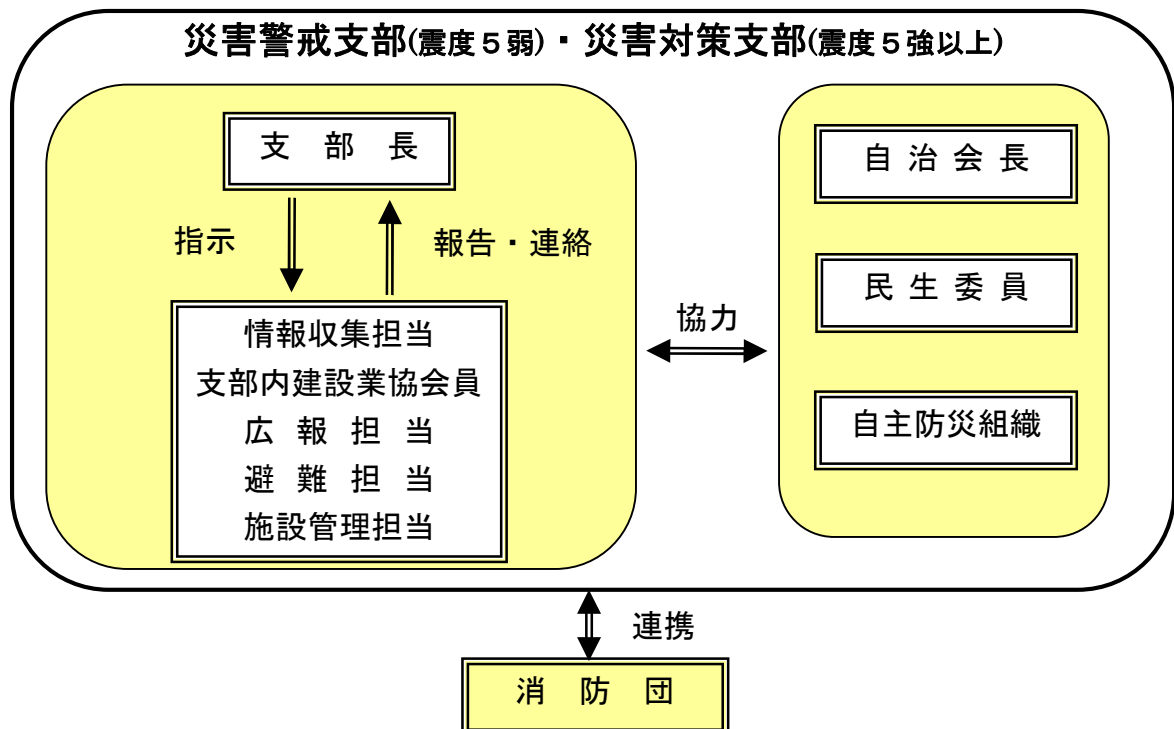 災害警戒支部(震度5弱)・災害対策支部(震度5強以上)
支 部 長
指示
報告・連絡
情報収集担当
支部内建設業協会員
広 報 担 当
避 難 担 当
施設管理担当
協力
自 治 会 長
民 生 委 員
自主防災組織
連携
消 防 団